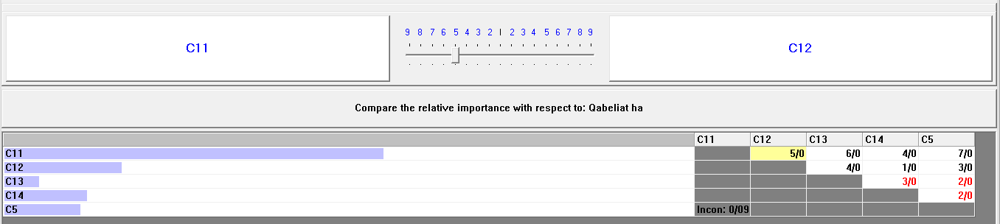 C11
9 8 7 6 5 4 3 2 1 2 3 4 5 6 7 8 9
C12
Compare the relative importance with respect to: Qabeliat ha
C11 C12 C13 C14 C5
C11 5/0 6/0 4/0 7/0
C12 4/0 1/0 3/0
C13 3/0 2/0
C14 2/0
C5 Incon: 0/09